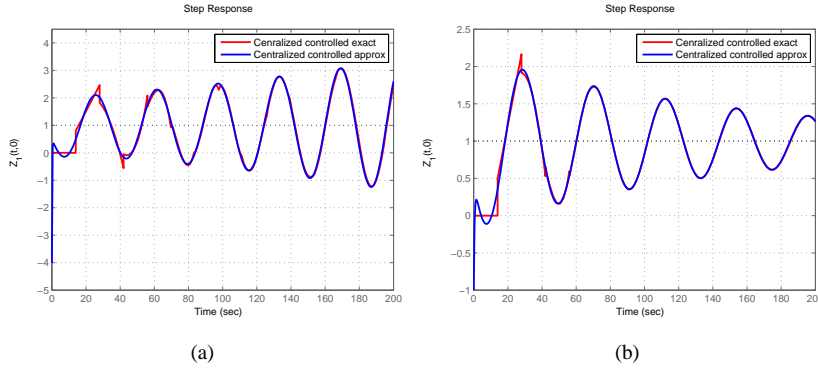 Step Response
Cenralized controlled exact
Centralized controlled approx
4
3
2
1
0
−1
−2
−3
−4
−5
Z1(t,0)
0 20 40 60 80 100 120 140 160 180 200
Time (sec)
(a)
Step Response
Cenralized controlled exact
Centralized controlled approx
2.5
2
1.5
1
0.5
0
−0.5
−1
Z1(t,0)
0 20 40 60 80 100 120 140 160 180 200
Time (sec)
(b)